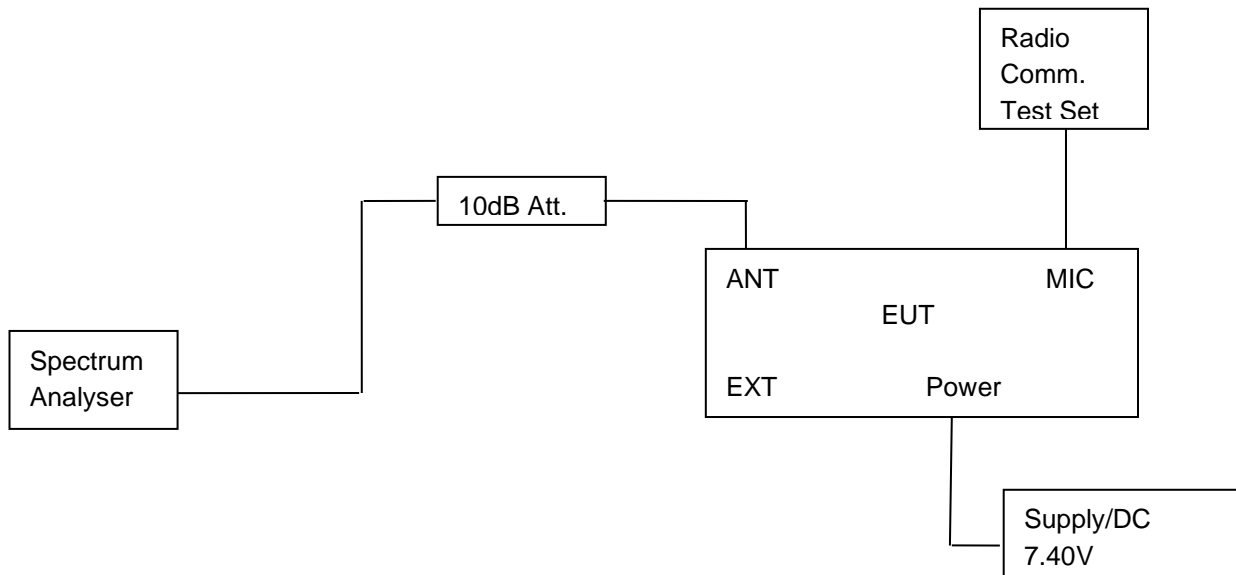 Radio
Comm.
Test Set
10dB Att.
ANT
MIC
EUT
Spectrum
Analyser
EXT
Power
Supply/DC
7.40V